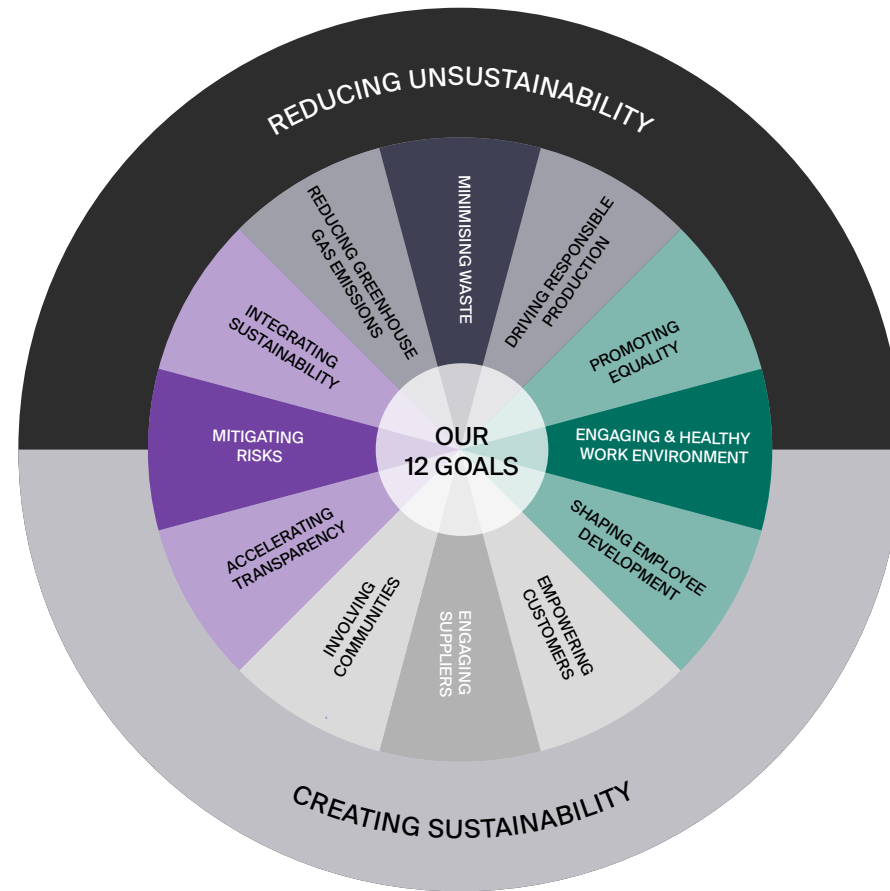 REDUCING UNSUSTAINABILITY
MINIMISING WASTE
DRIVING RESPONSIBLE
PRODUCTION
PROMOTING
EQUALITY
ENGAGING & HEALTHY
WORK ENVIRONMENT
SHAPING EMPLOYEE
DEVELOPMENT
EMPOWERING
CUSTOMERS
ENGAGING
SUPPLIERS
INVOLVING
COMMUNITIES
ACCELERATING
TRANSPARENCY
MITIGATING
RISKS
INTEGRATING
SUSTAINABILITY
REDUCING GREENHOUSE
GAS EMISSIONS
OUR
12 GOALS
CREATING SUSTAINABILITY